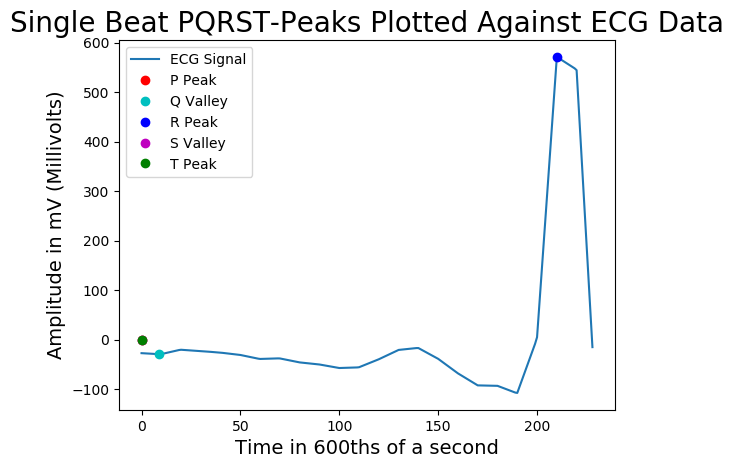 Single Beat PQRST-Peaks Plotted Against ECG Data
600
500
400
300
200
100
0
−100
Amplitude in mV (Millivolts)
ECG Signal
P Peak
Q Valley
R Peak
S Valley
T Peak
0 50 100 150 200
Time in 600ths of a second